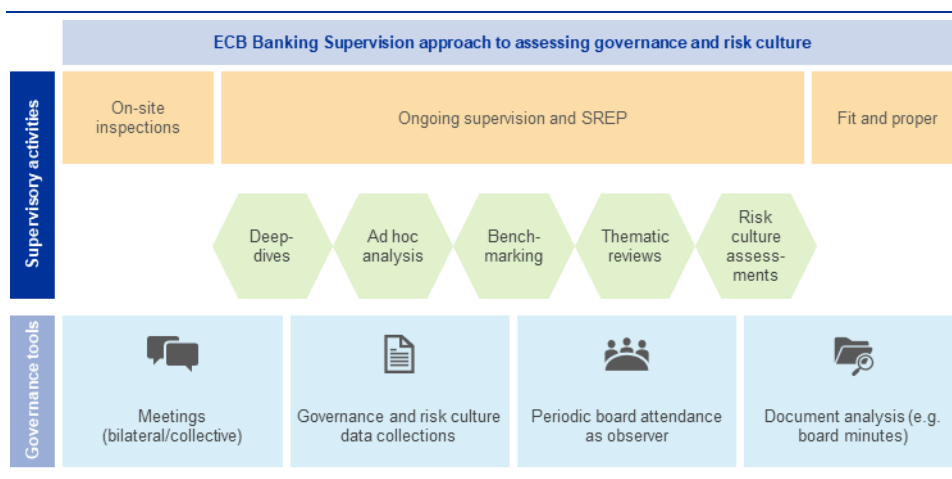 ECB Banking Supervision approach to assessing governance and risk culture
Supervisory activities
On-site
inspections
Ongoing supervision and SREP
Fit and proper
Deep-
dives
Ad hoc
analysis
Bench-
marking
Thematic
reviews
Risk
culture
assess-
ments
Governance tools
Meetings
(bilateral/collective)
Governance and risk culture
data collections
Periodic board attendance
as observer
Document analysis (e.g.
board minutes)